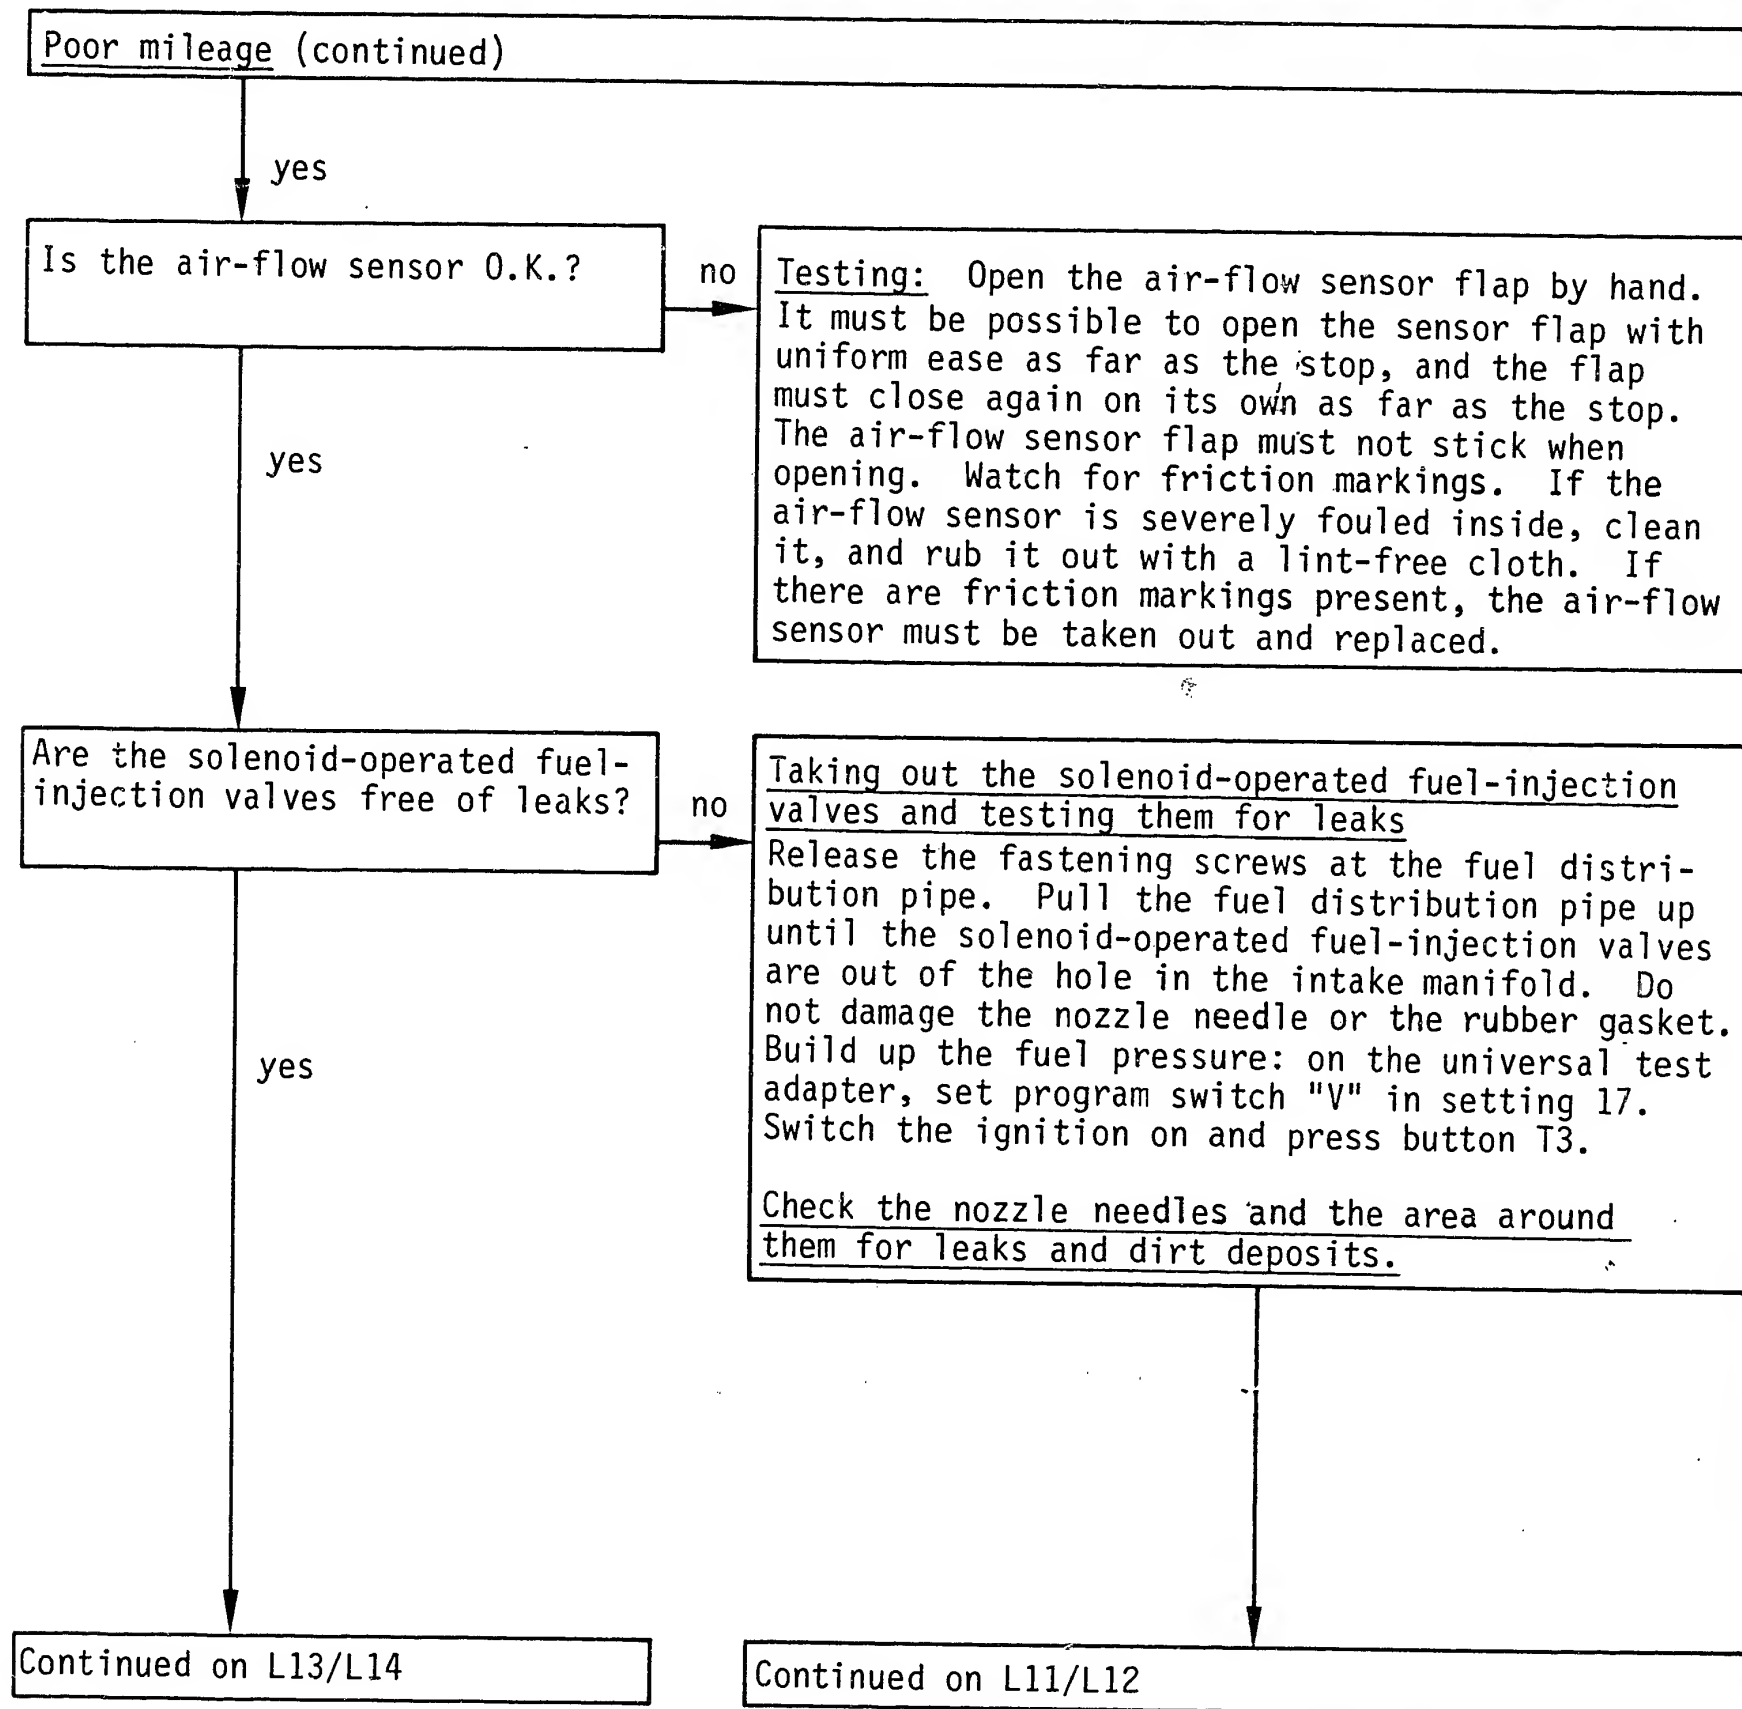 Poor mileage (continued)
yes
Is the air-flow sensor O.K.?
no
Testing: Open the air-flow sensor flap by hand.
It must be possible to open the sensor flap with
uniform ease as far as the stop, and the flap
must close again on its own as far as the stop.
The air-flow sensor flap must not stick when
opening. Watch for friction markings. If the
air-flow sensor is severely fouled inside, clean
it, and rub it out with a lint-free cloth. If
there are friction markings present, the air-flow
sensor must be taken out and replaced.
yes
Are the solenoid-operated fuel-
injection valves free of leaks?
no
Taking out the solenoid-operated fuel-injection
valves and testing them for leaks
Release the fastening screws at the fuel distri-
bution pipe. Pull the fuel distribution pipe up
until the solenoid-operated fuel-injection valves
are out of the hole in the intake manifold. Do
not damage the nozzle needle or the rubber gasket.
Build up the fuel pressure: on the universal test
adapter, set program switch "V" in setting 17.
Switch the ignition on and press button T3.
Check the nozzle needles and the area around
them for leaks and dirt deposits.
yes
Continued on L13/L14
Continued on L11/L12